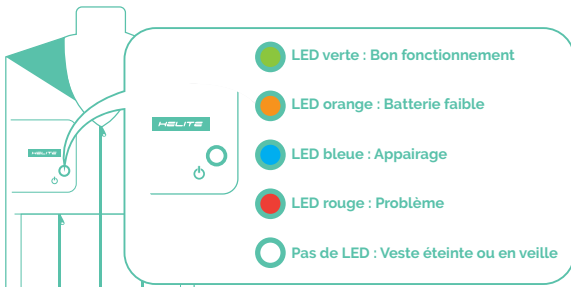 LED verte : Bon fonctionnement
HELITE
LED orange : Batterie faible
HELITE
LED bleue : Appairage
LED rouge : Problème
Pas de LED : Veste éteinte ou en veille